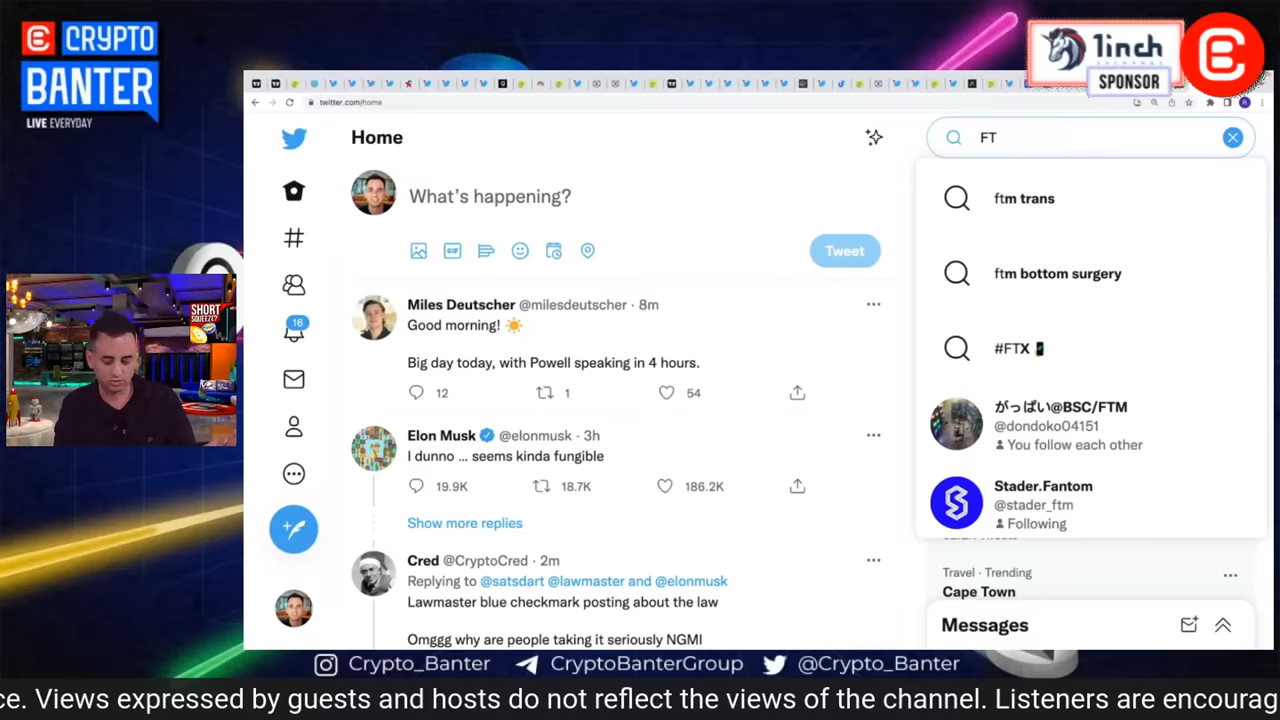 CRYPTO
BANTER
LIVE EVERYDAY
1inch
EXCHANGE
SPONSOR
twitter.com/home
Home
FT
What's happening?
GIF
Tweet
ftm trans
ftm bottom surgery
#FTX
がっぱい@BSC/FTM
@dondoko04151
You follow each other
Stader.Fantom
@stader_ftm
Following
Miles Deutscher @milesdeutscher · 8m
Good morning! ☀️
Big day today, with Powell speaking in 4 hours.
12 1 54
16
Elon Musk @elonmusk · 3h
I dunno ... seems kinda fungible
19.9K 18.7K 186.2K
Show more replies
Cred @CryptoCred · 2m
Replying to @satsdart @lawmaster and @elonmusk
Lawmaster blue checkmark posting about the law
Omggg why are people taking it seriously NGMI
Travel · Trending
Cape Town
Messages
SHORT
SQUEEZE?
Crypto_Banter CryptoBanterGroup @Crypto_Banter
ce. Views expressed by guests and hosts do not reflect the views of the channel. Listeners are encourag